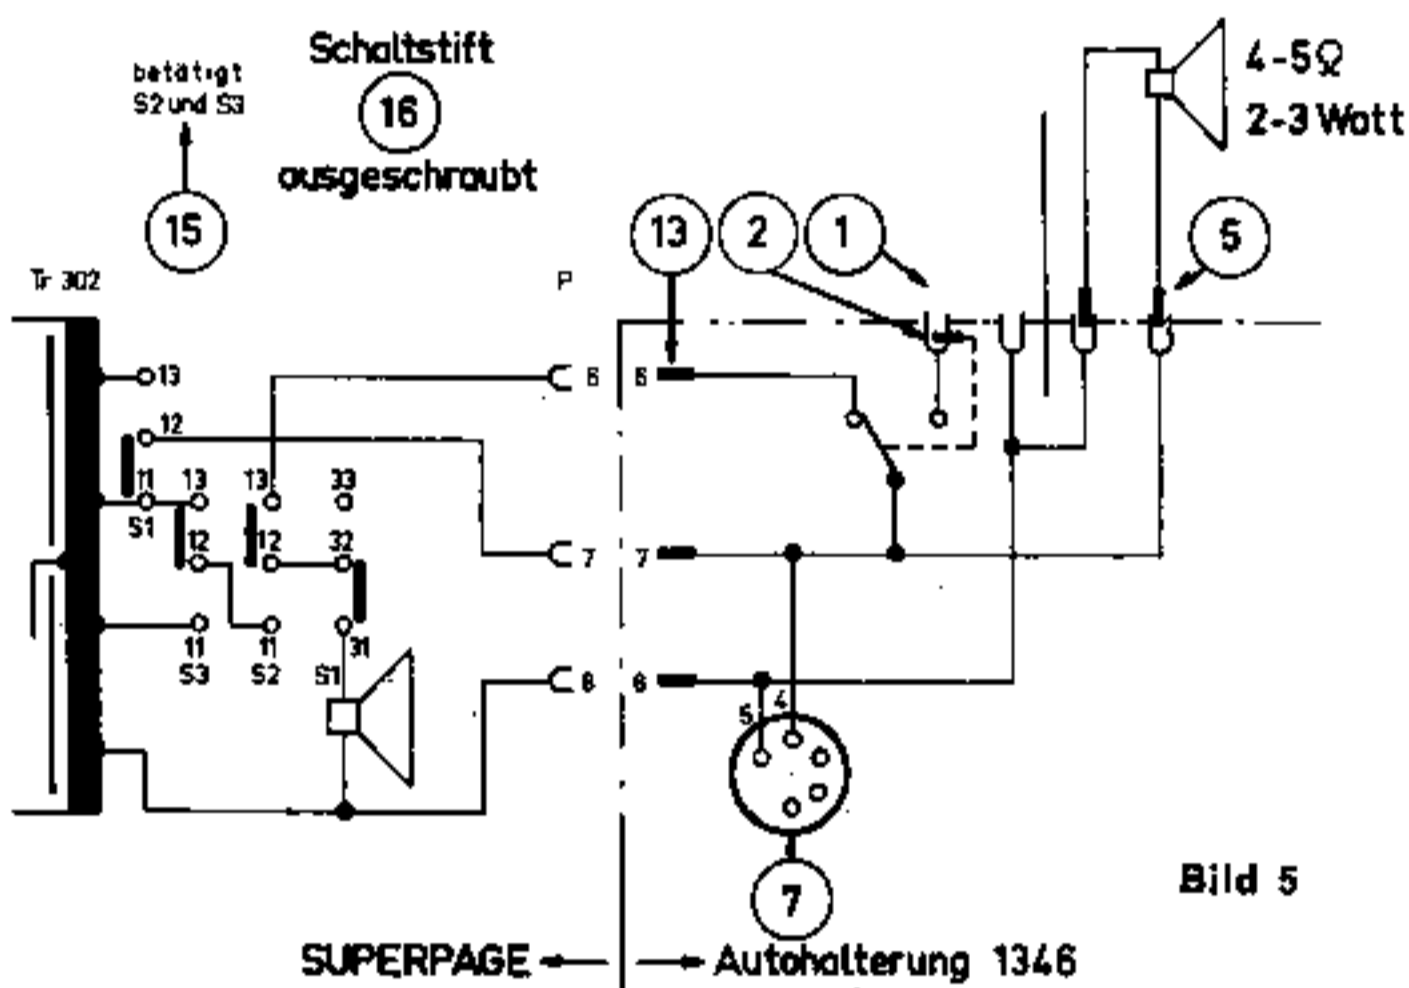 Schaltstift
16
ausgeschraubt
betätigt
S2 und S3
15
4-5Ω
2-3 Watt
13
2
1
5
Tr 302
P
13
12
11
13
S1
12
11
S3
13
12
11
S2
33
32
31
S1
6
6
7
7
8
8
5
4
7
Bild 5
SUPERPAGE
Autohalterung 1346